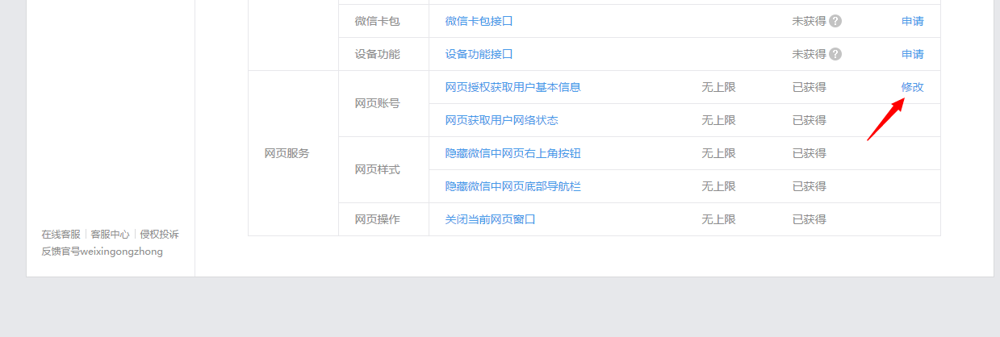 微信卡包 微信卡包接口 未获得 ? 申请
设备功能 设备功能接口 未获得 ? 申请
网页服务
网页账号
网页授权获取用户基本信息 无上限 已获得 修改
网页获取用户网络状态 无上限 已获得
网页样式
隐藏微信中网页右上角按钮 无上限 已获得
隐藏微信中网页底部导航栏 无上限 已获得
网页操作 关闭当前网页窗口 无上限 已获得
在线客服 客服中心 侵权投诉
反馈官号weixingongzhong